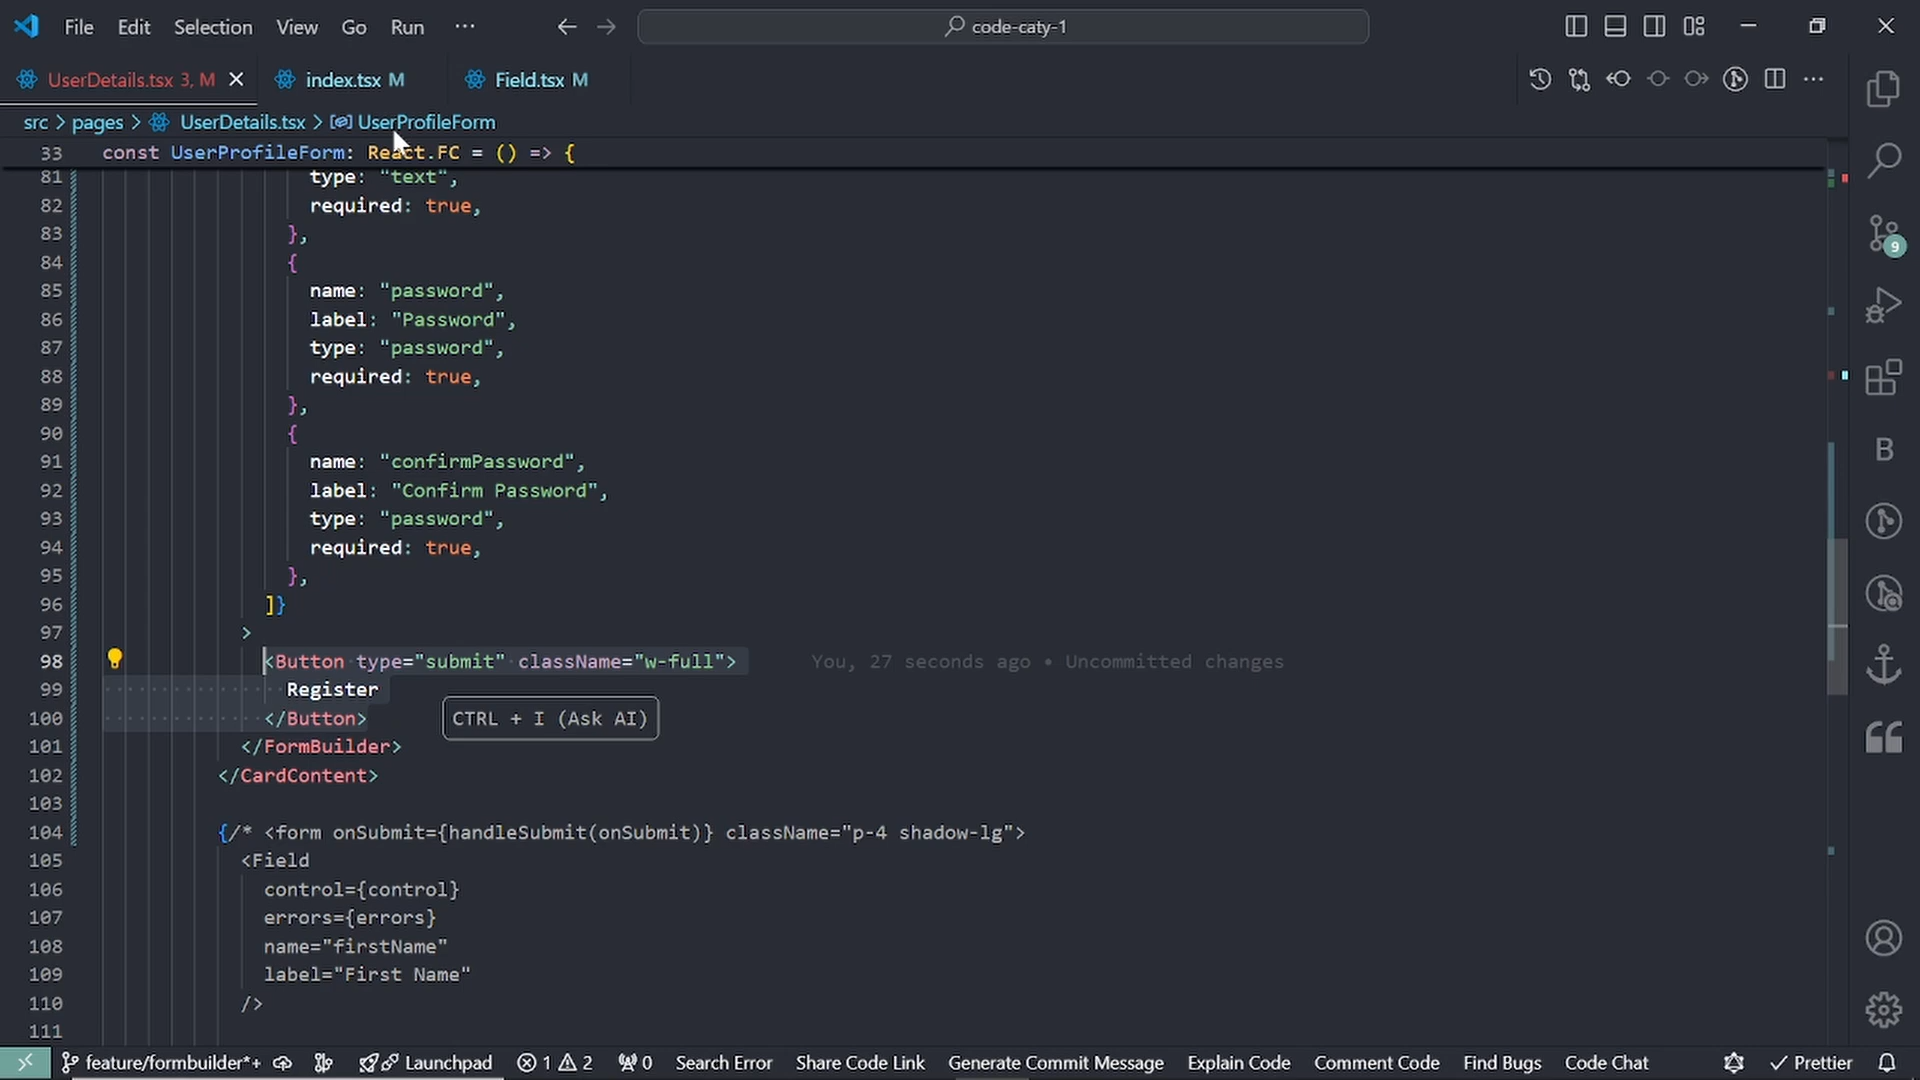 File Edit Selection View Go Run ··· code-caty-1
UserDetails.tsx 3, M index.tsx M Field.tsx M
src > pages > UserDetails.tsx > UserProfileForm
33 const UserProfileForm: React.FC = () => {
81 type: "text",
82 required: true,
83 },
84 {
85 name: "password",
86 label: "Password",
87 type: "password",
88 required: true,
89 },
90 {
91 name: "confirmPassword",
92 label: "Confirm Password",
93 type: "password",
94 required: true,
95 },
96 ]}
97 >
98 <Button type="submit" className="w-full"> You, 27 seconds ago • Uncommitted changes
99 Register
100 </Button> CTRL + I (Ask AI)
101 </FormBuilder>
102 </CardContent>
103
104 {/* <form onSubmit={handleSubmit(onSubmit)} className="p-4 shadow-lg">
105 <Field
106 control={control}
107 errors={errors}
108 name="firstName"
109 label="First Name"
110 />
111
9
B
feature/formbuilder*+ Launchpad 1 2 0 Search Error Share Code Link Generate Commit Message Explain Code Comment Code Find Bugs Code Chat Prettier